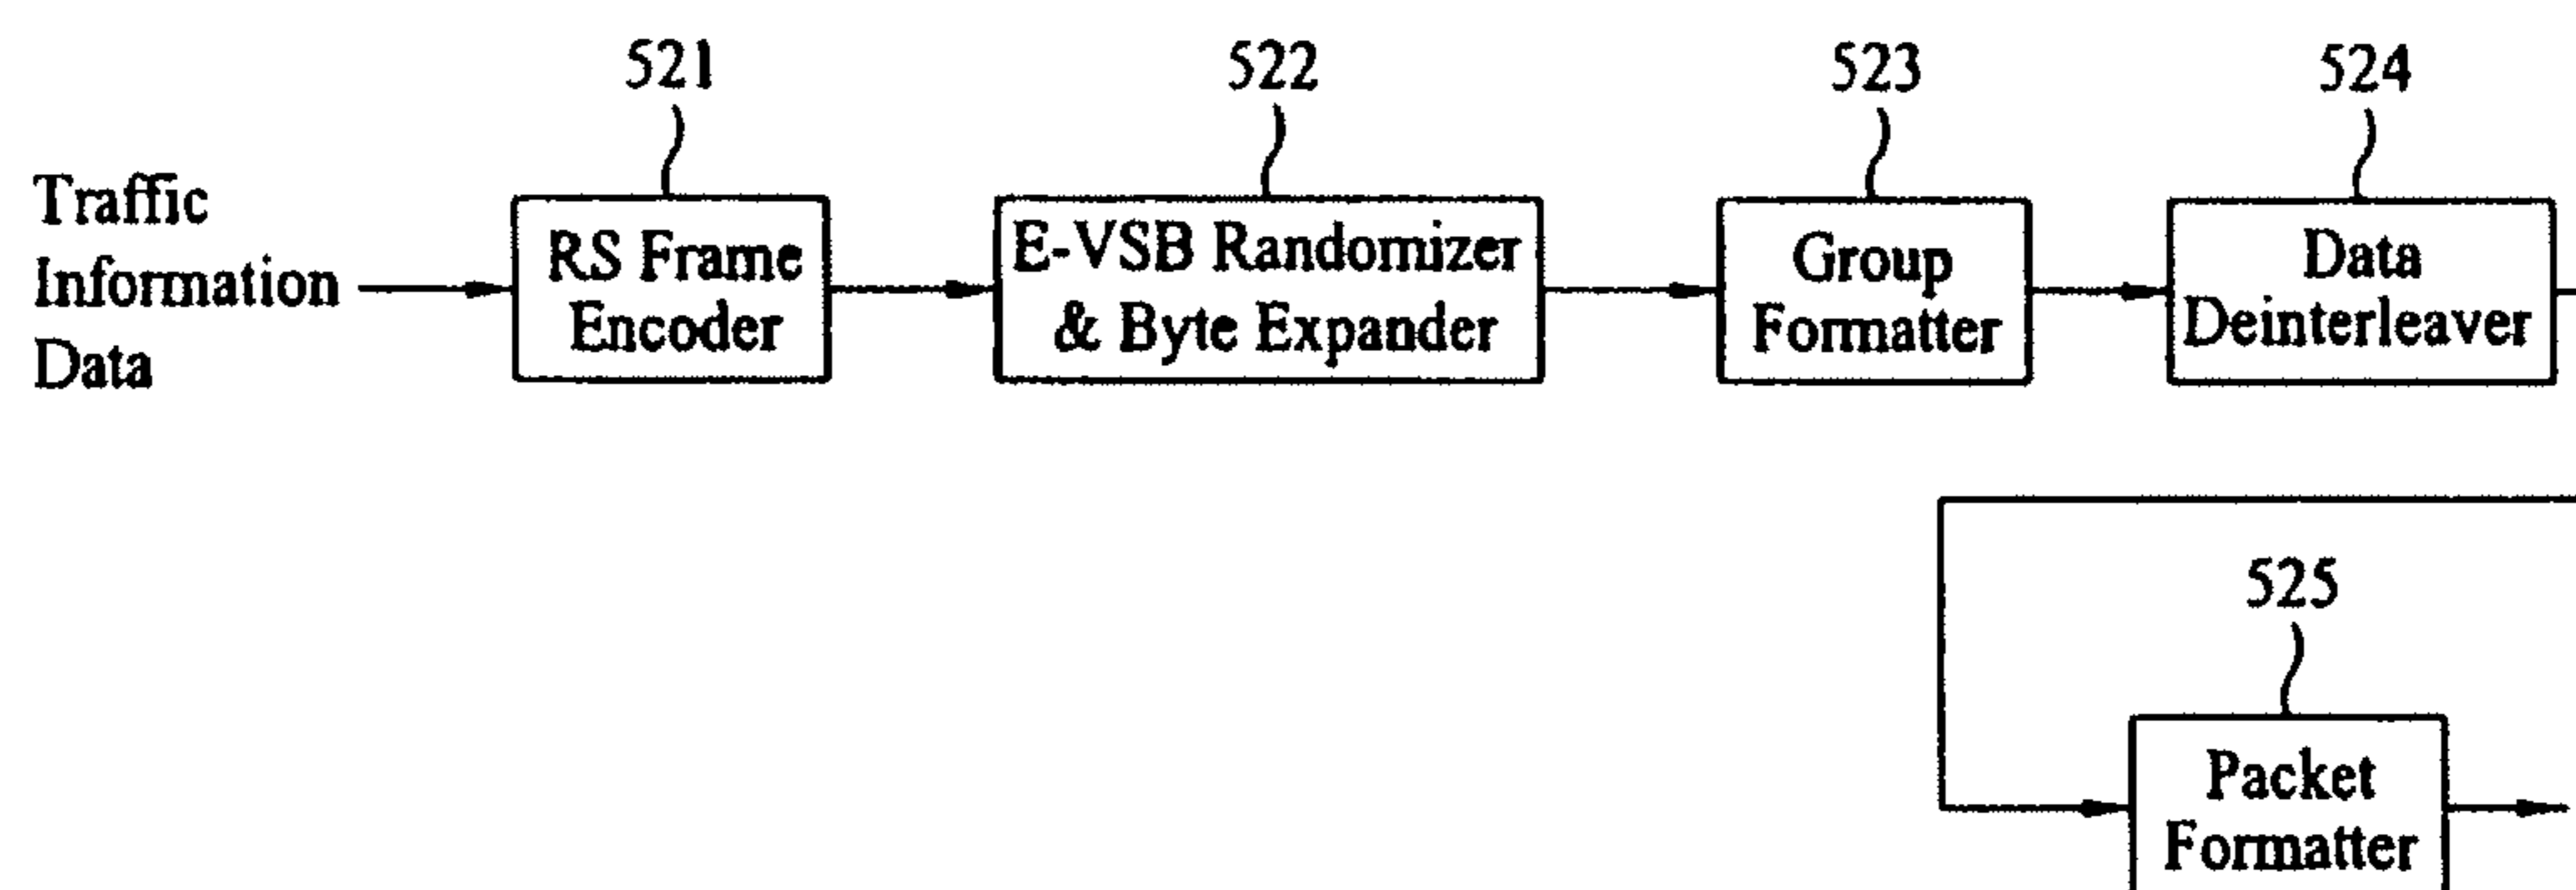 521
522
523
524
Traffic
Information
Data
RS Frame
Encoder
E-VSB Randomizer
& Byte Expander
Group
Formatter
Data
Deinterleaver
525
Packet
Formatter